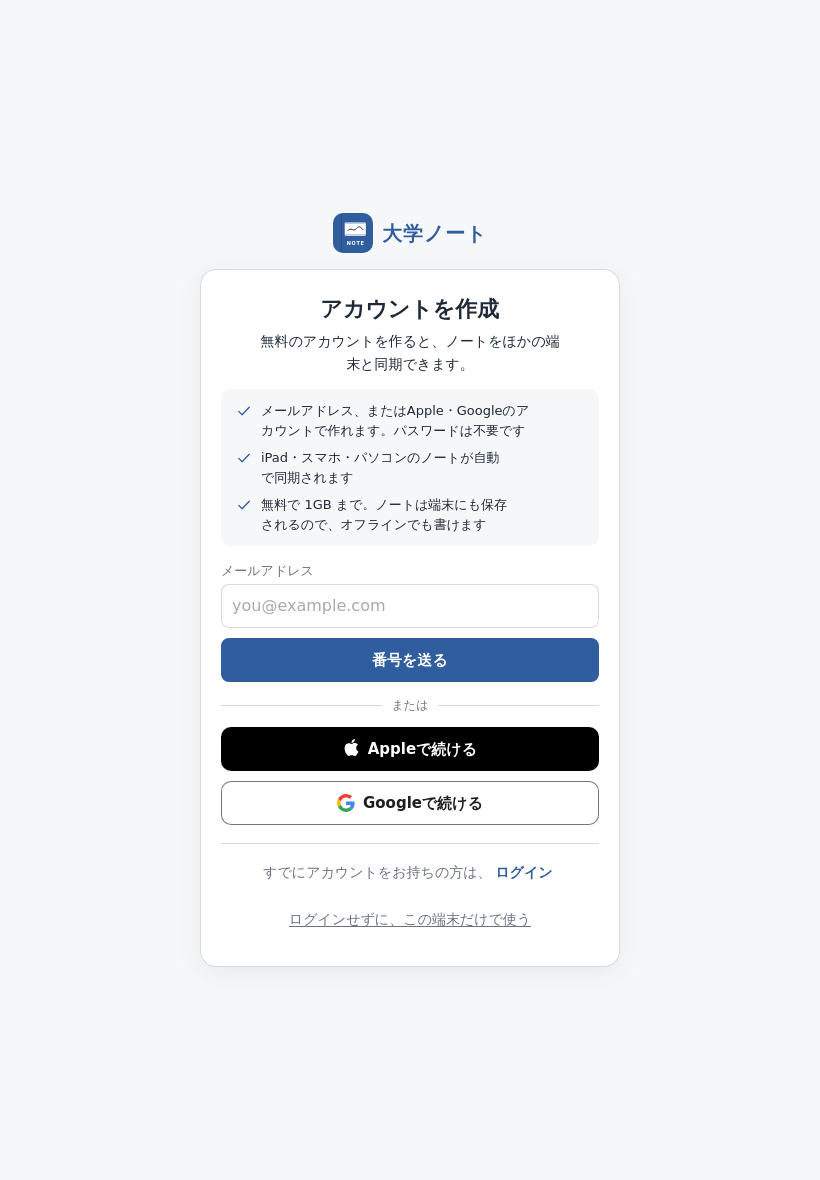 NOTE
大学ノート
アカウントを作成
無料のアカウントを作ると、ノートをほかの端
末と同期できます。
メールアドレス、またはApple・Googleのア
カウントで作れます。パスワードは不要です
iPad・スマホ・パソコンのノートが自動
で同期されます
無料で 1GB まで。ノートは端末にも保存
されるので、オフラインでも書けます
メールアドレス
you@example.com
番号を送る
または
Appleで続ける
Googleで続ける
すでにアカウントをお持ちの方は、 ログイン
ログインせずに、この端末だけで使う